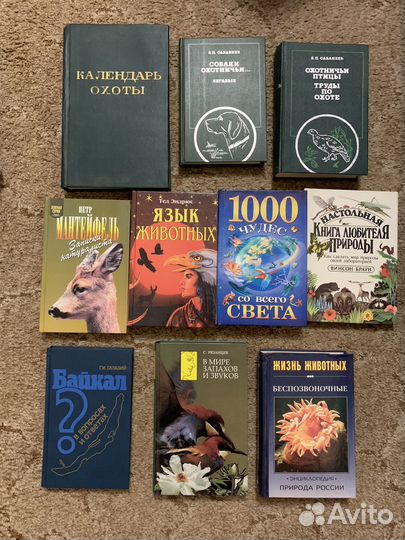 КАЛЕНДАРЬ
ОХОТЫ
Л.П. САБАНЕЕВ
СОБАКИ
ОХОТНИЧЬИ...
ЛЕГАВЫЕ
Л.П. САБАНЕЕВ
ОХОТНИЧЬИ
ПТИЦЫ
ТРУДЫ
ПО
ОХОТЕ
ПЕТР
МАНТЕЙФЕЛЬ
Записки
натуралиста
Тед Эндрюс
ЯЗЫК
ЖИВОТНЫХ
1000
ЧУДЕС
СО ВСЕГО
СВЕТА
НАСТОЛЬНАЯ
КНИГА ЛЮБИТЕЛЯ
ПРИРОДЫ
Как сделать мир природы
своей лабораторией
ВИНСОН БРАУН
Г.И. ГАЛАЗИЙ
Байкал
?
в вопросах
и ответах
С. РЯЗАНЦЕВ
В МИРЕ
ЗАПАХОВ
И ЗВУКОВ
ЖИЗНЬ ЖИВОТНЫХ
БЕСПОЗВОНОЧНЫЕ
•ЭНЦИКЛОПЕДИЯ•
ПРИРОДА РОССИИ
Avito